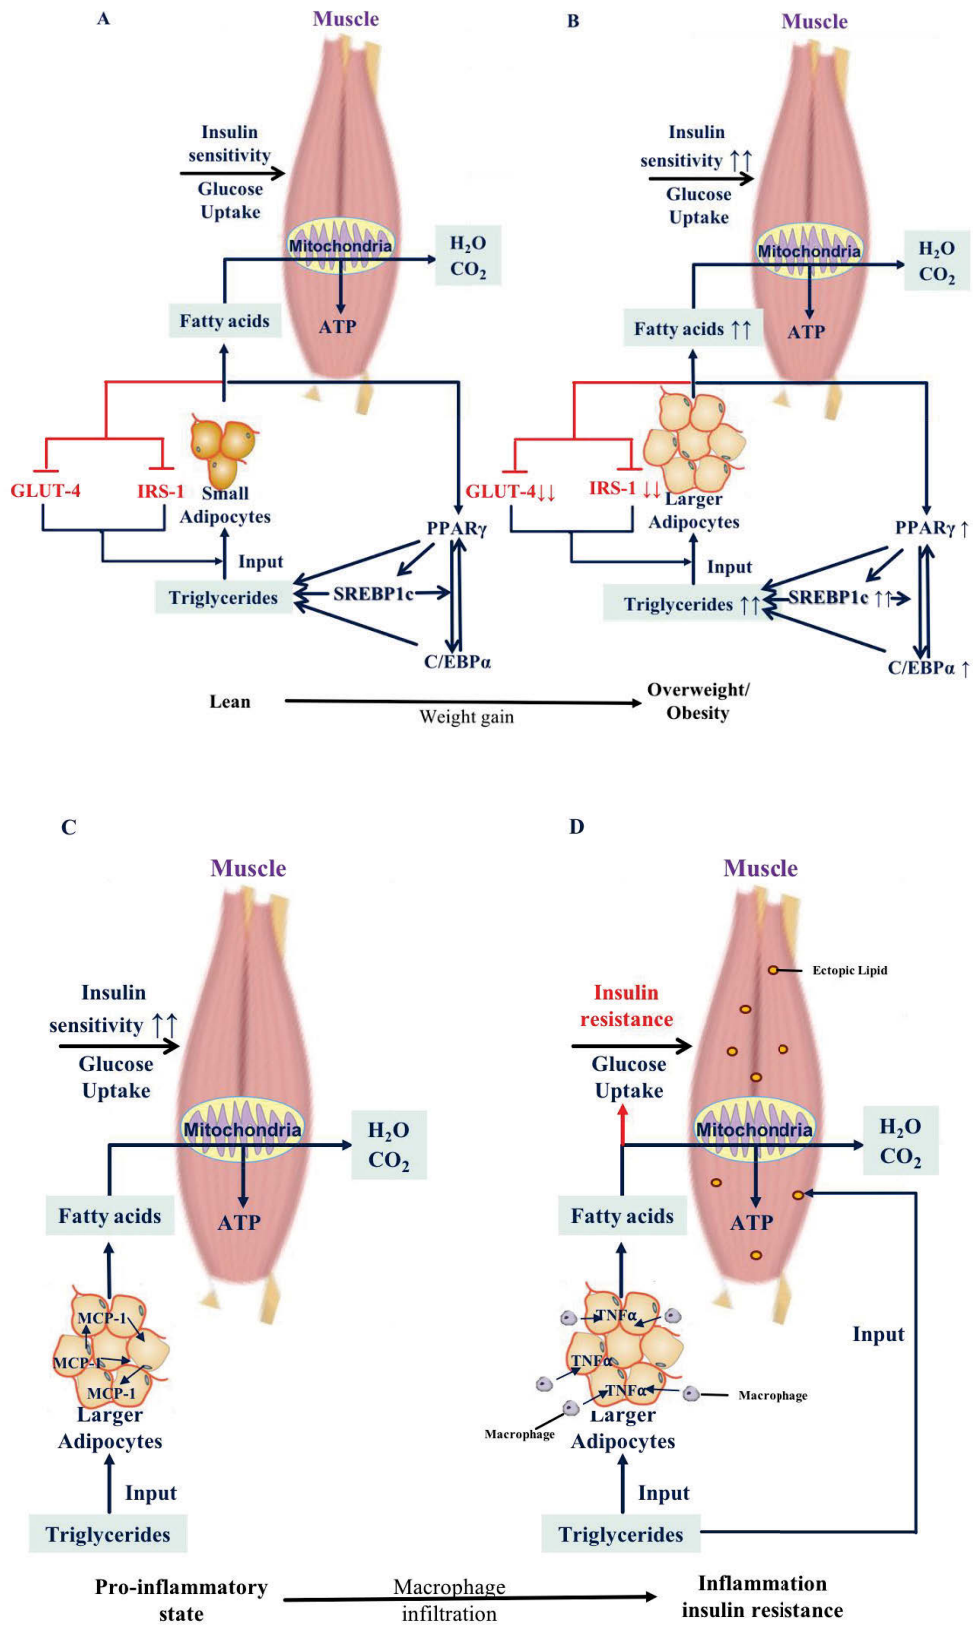 A
Muscle
Insulin
sensitivity
Glucose
Uptake
Mitochondria
H₂O
CO₂
Fatty acids
ATP
GLUT-4
IRS-1
Small
Adipocytes
PPARγ
Input
Triglycerides
SREBP1c
C/EBPα
Lean
B
Muscle
Insulin
sensitivity ↑↑
Glucose
Uptake
Mitochondria
H₂O
CO₂
Fatty acids ↑↑
ATP
GLUT-4↓↓
IRS-1 ↓↓
Larger
Adipocytes
PPARγ ↑
Input
Triglycerides ↑↑
SREBP1c ↑↑
C/EBPα ↑
Weight gain
Overweight/
Obesity
C
Muscle
Insulin
sensitivity ↑↑
Glucose
Uptake
Mitochondria
H₂O
CO₂
Fatty acids
ATP
MCP-1
MCP-1
MCP-1
Larger
Adipocytes
Input
Triglycerides
Pro-inflammatory
state
D
Muscle
Ectopic Lipid
Insulin
resistance
Glucose
Uptake
Mitochondria
H₂O
CO₂
Fatty acids
ATP
TNFα
TNFα
TNFα
Macrophage
Macrophage
Larger
Adipocytes
Input
Input
Triglycerides
Macrophage
infiltration
Inflammation
insulin resistance